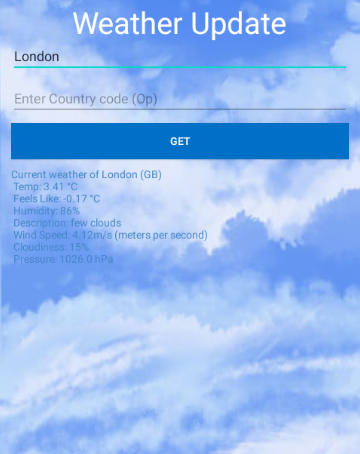 Weather Update
London
Enter Country code (Op)
GET
Current weather of London (GB)
Temp: 3.41 °C
Feels Like: -0.17 °C
Humidity: 86%
Description: few clouds
Wind Speed: 4.12m/s (meters per second)
Cloudiness: 15%
Pressure: 1026.0 hPa